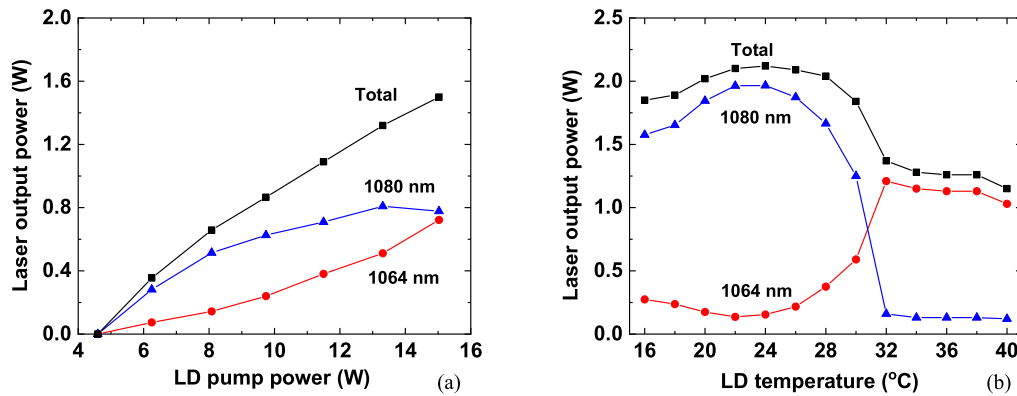 Laser output power (W)
2.0
1.6
1.2
0.8
0.4
0.0
Total
1080 nm
1064 nm
4 6 8 10 12 14 16
LD pump power (W)
(a)
Laser output power (W)
2.5
2.0
1.5
1.0
0.5
0.0
Total
1080 nm
1064 nm
16 20 24 28 32 36 40
LD temperature (°C)
(b)